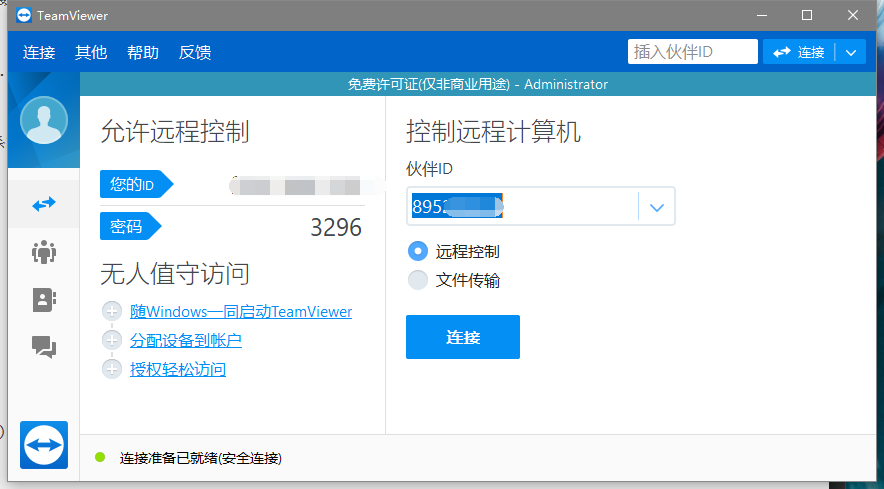 TeamViewer
连接 其他 帮助 反馈
插入伙伴ID 连接
免费许可证(仅非商业用途) - Administrator
允许远程控制
您的ID
密码 3296
无人值守访问
随Windows一同启动TeamViewer
分配设备到帐户
授权轻松访问
控制远程计算机
伙伴ID
895
远程控制
文件传输
连接
连接准备已就绪(安全连接)